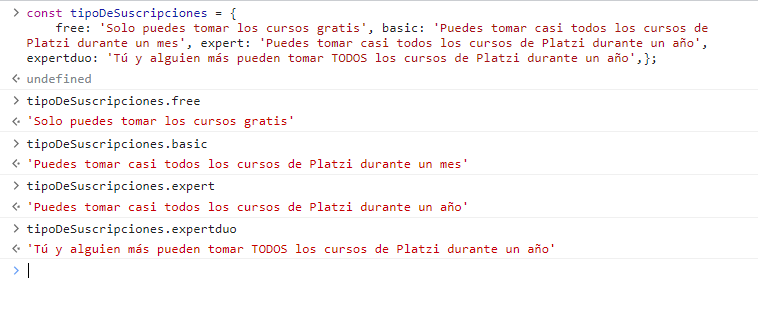 > const tipoDeSuscripciones = {
free: 'Solo puedes tomar los cursos gratis', basic: 'Puedes tomar casi todos los cursos de
Platzi durante un mes', expert: 'Puedes tomar casi todos los cursos de Platzi durante un año',
expertduo: 'Tú y alguien más pueden tomar TODOS los cursos de Platzi durante un año',};
undefined
> tipoDeSuscripciones.free
'Solo puedes tomar los cursos gratis'
> tipoDeSuscripciones.basic
'Puedes tomar casi todos los cursos de Platzi durante un mes'
> tipoDeSuscripciones.expert
'Puedes tomar casi todos los cursos de Platzi durante un año'
> tipoDeSuscripciones.expertduo
'Tú y alguien más pueden tomar TODOS los cursos de Platzi durante un año'
>